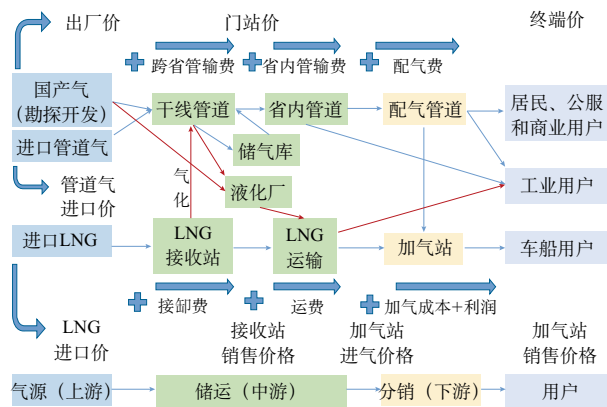 出厂价
门站价
终端价
跨省管输费
省内管输费
配气费
国产气
(勘探开发)
干线管道
省内管道
配气管道
居民、公服
和商业用户
进口管道气
储气库
管道气
进口价
气化
液化厂
工业用户
进口LNG
LNG
接收站
LNG
运输
加气站
车船用户
接卸费
运费
加气成本+利润
LNG
进口价
接收站
销售价格
加气站
进气价格
加气站
销售价格
气源（上游）
储运（中游）
分销（下游）
用户